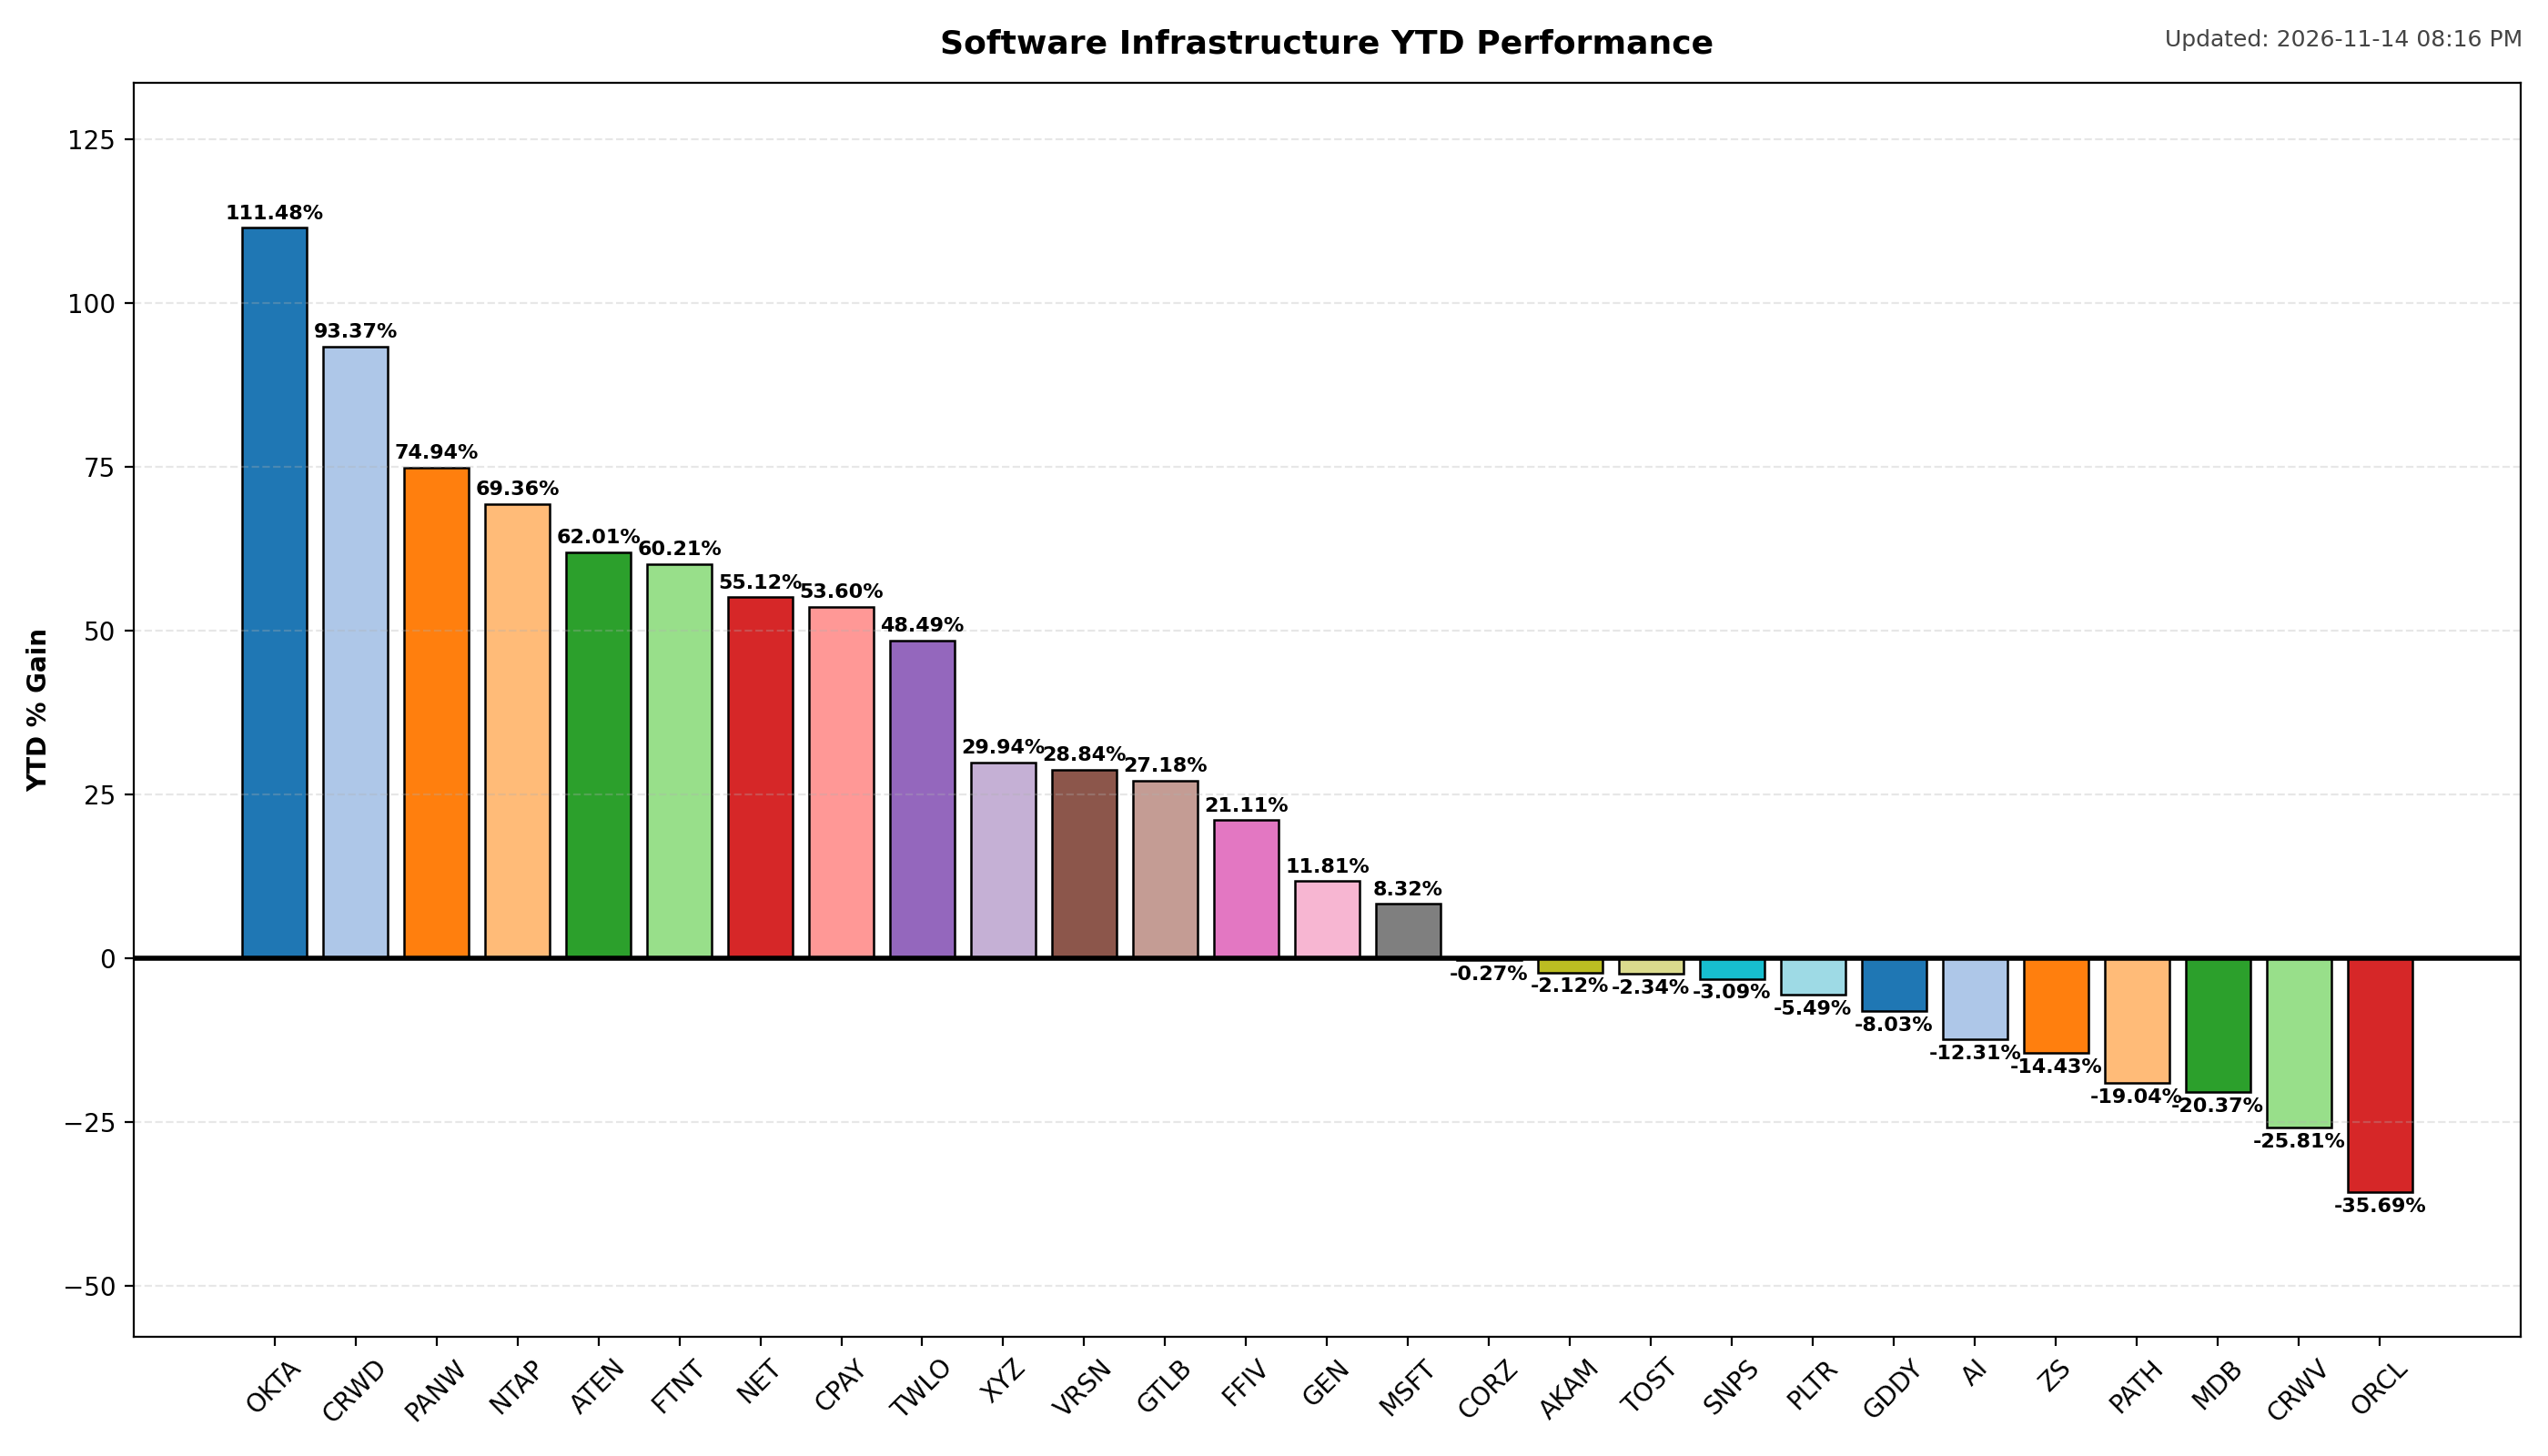 Software Infrastructure YTD Performance
Updated: 2026-11-14 08:16 PM
YTD % Gain
125
100
75
50
25
0
−25
−50
111.48%
93.37%
74.94%
69.36%
62.01%
60.21%
55.12%
53.60%
48.49%
29.94%
28.84%
27.18%
21.11%
11.81%
8.32%
-0.27%
-2.12%
-2.34%
-3.09%
-5.49%
-8.03%
-12.31%
-14.43%
-19.04%
-20.37%
-25.81%
-35.69%
OKTA
CRWD
PANW
NTAP
ATEN
FTNT
NET
CPAY
TWLO
XYZ
VRSN
GTLB
FFIV
GEN
MSFT
CORZ
AKAM
TOST
SNPS
PLTR
GDDY
AI
ZS
PATH
MDB
CRWV
ORCL